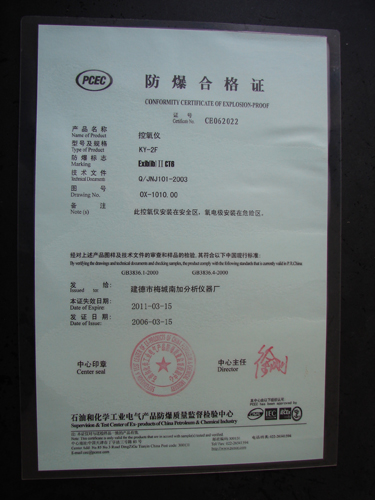 PCEC
防爆合格证
CONFORMITY CERTIFICATE OF EXPLOSION-PROOF
证号 CE062022
Certificate No
产品名称 控氧仪
Name of Product
型号及规格 KY-2F
Type of Product
防爆标志 ExibⅡCT6
Marking
技术文件 Q/JNJ101-2003
Technical Document
图号 OX-1010.00
Drawing No.
备注 此控氧仪安装在安全区，氧电极安装在危险区。
Note (s)
经对上述产品图样及技术文件的审查和样品的检验，其符合以下中国现行标准：
By verifying the drawings and technical documents and checking samples, the product comply with the following standards that is currently valid in P.R.China.
GB3836.1-2000 GB3836.4-2000
发给： 建德市梅城南加分析仪器厂
Issued to:
本证失效日期： 2011-03-15
Date of Expire:
发证日期： 2006-03-15
Date of Issue:
中心印章 中心主任
Center seal Director
石油和化学工业电气产品防爆质量监督检验中心
Supervision & Test Center of Ex- products of China Petroleum & Chemical Industry
IEC